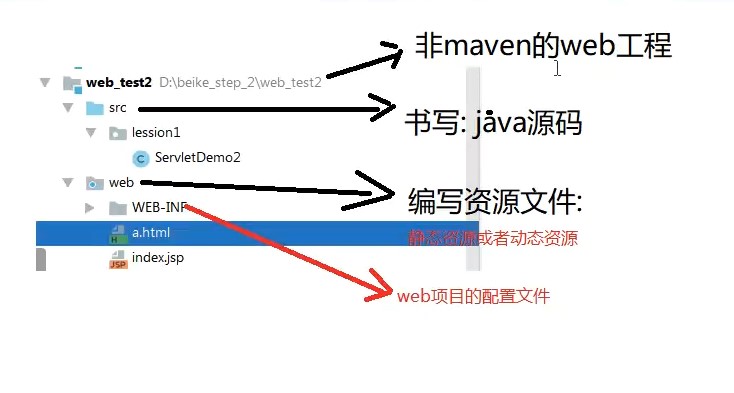 非maven的web工程
web_test2 D:\beike_step_2\web_test2
src
书写: java源码
lession1
C ServletDemo2
web
编写资源文件:
WEB-INF
H a.html
静态资源或者动态资源
JSP index.jsp
web项目的配置文件